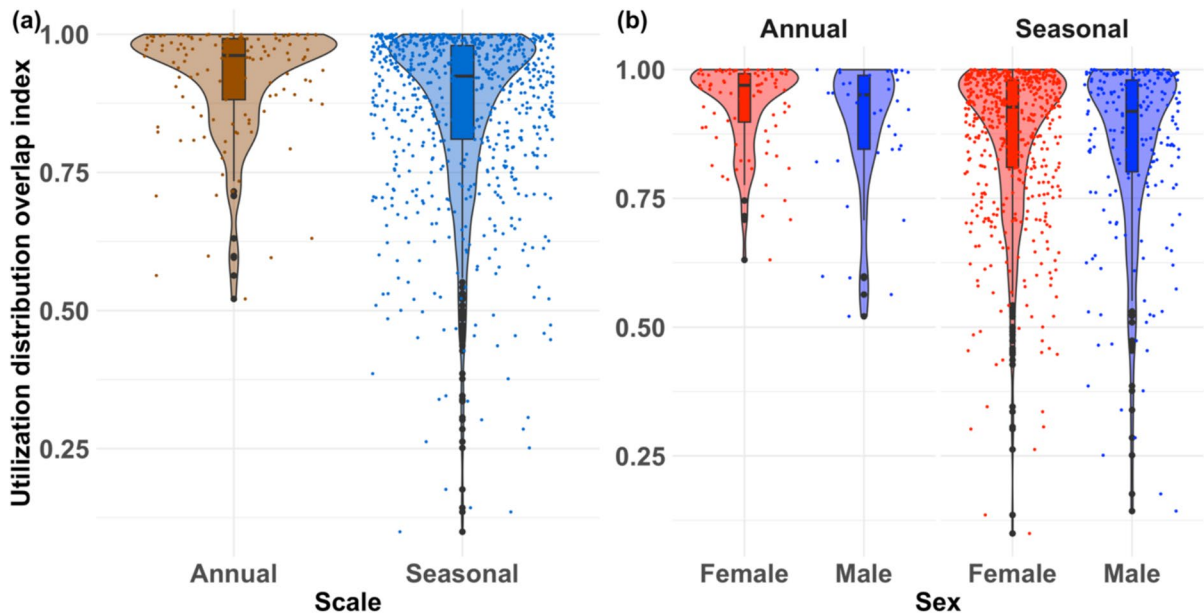 (a)
Utilization distribution overlap index
1.00
0.75
0.50
0.25
Annual
Seasonal
Scale
(b)
Annual
Seasonal
1.00
0.75
0.50
0.25
Female
Male
Female
Male
Sex